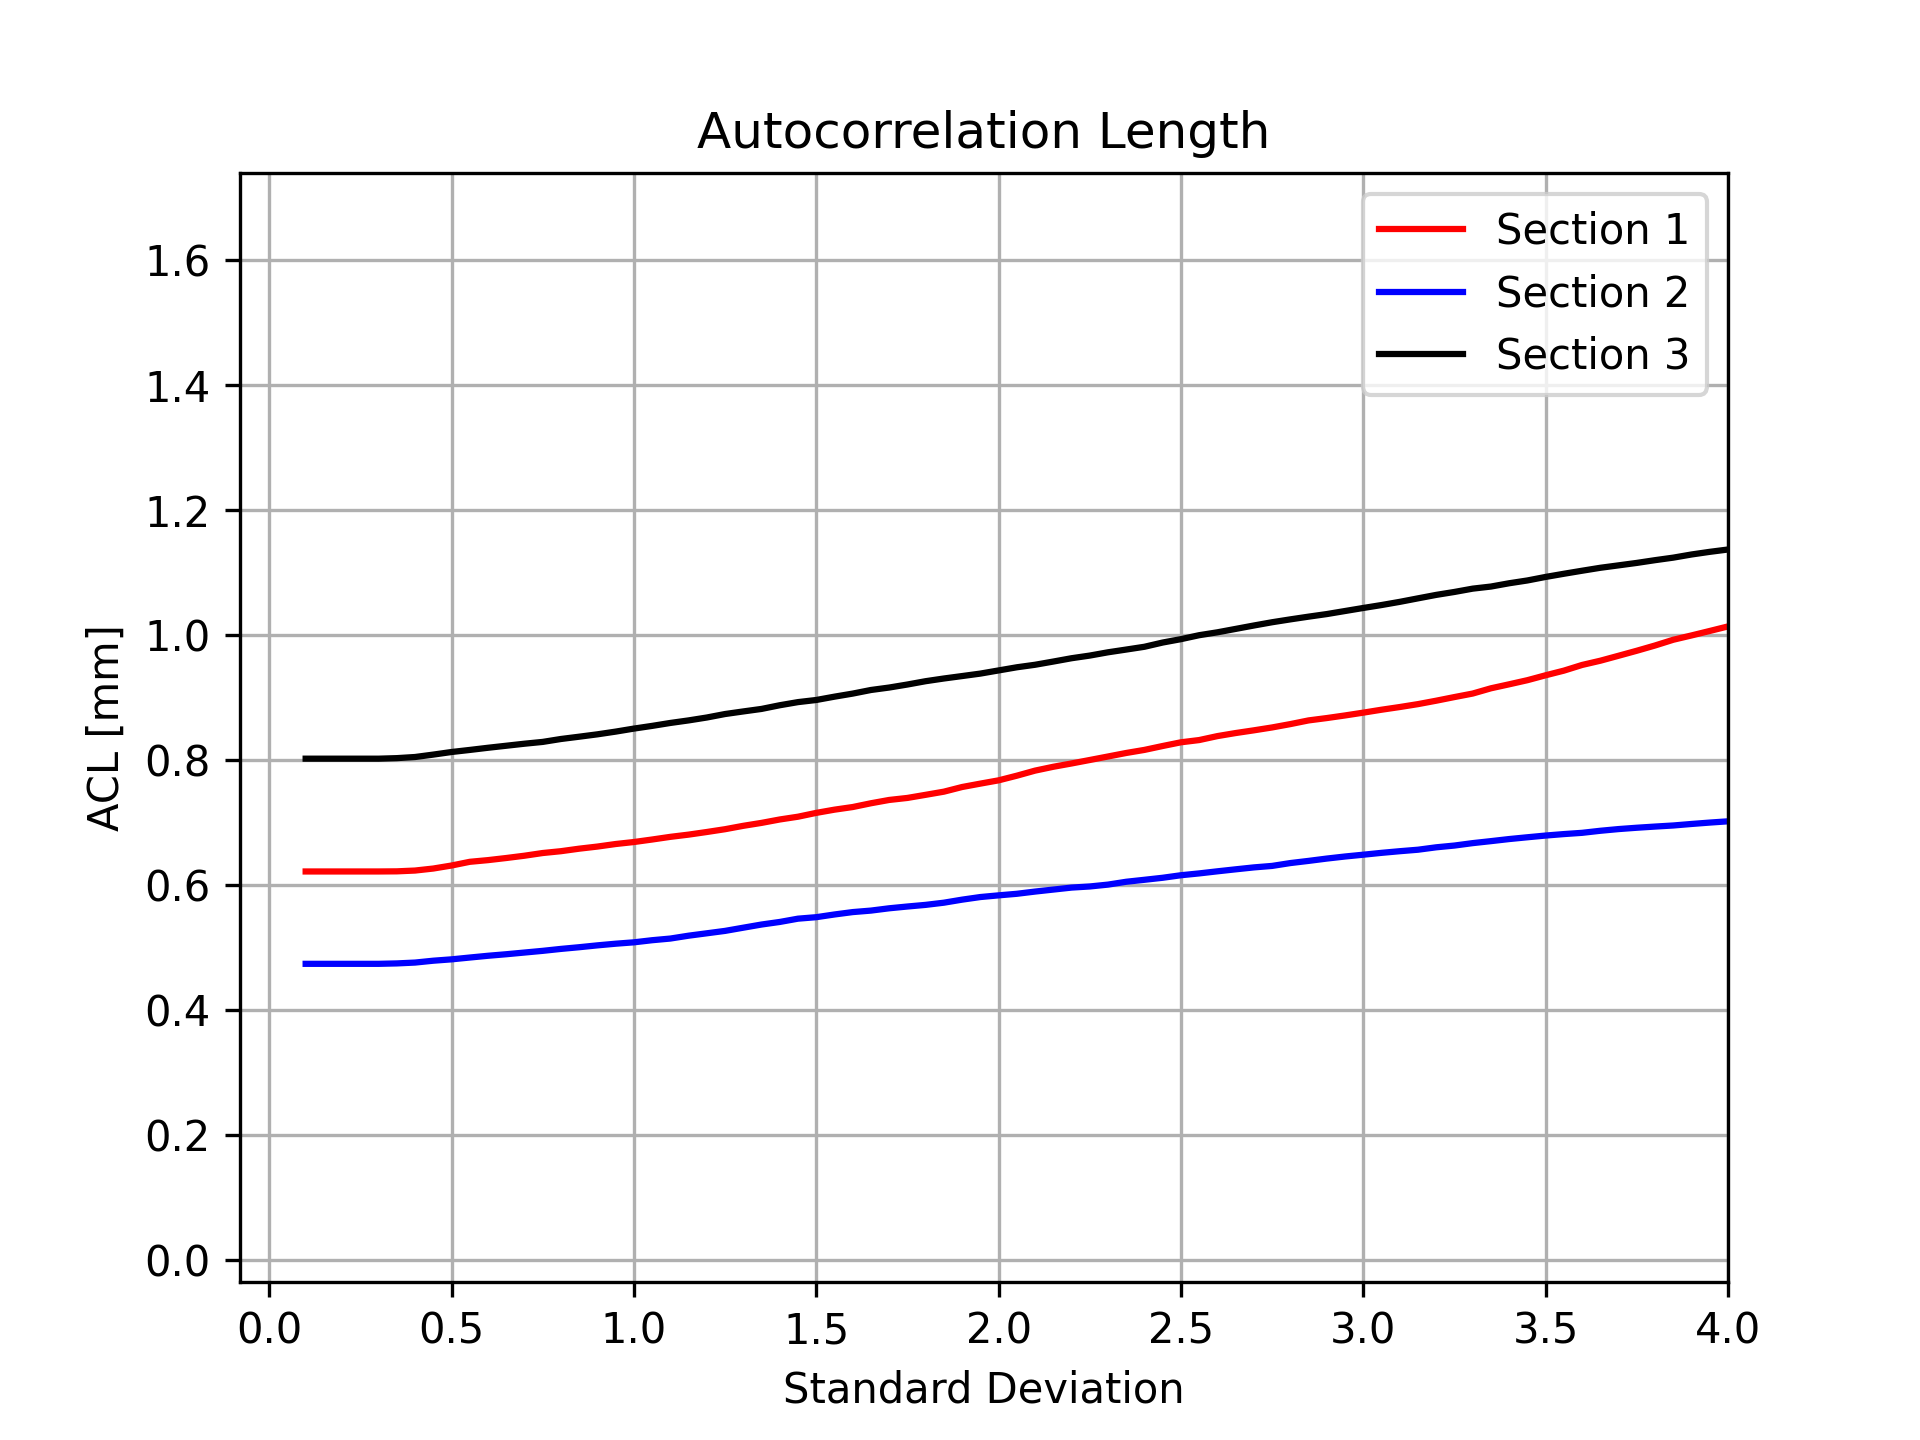 Autocorrelation Length
Section 1
Section 2
Section 3
ACL [mm]
1.6
1.4
1.2
1.0
0.8
0.6
0.4
0.2
0.0
0.0 0.5 1.0 1.5 2.0 2.5 3.0 3.5 4.0
Standard Deviation